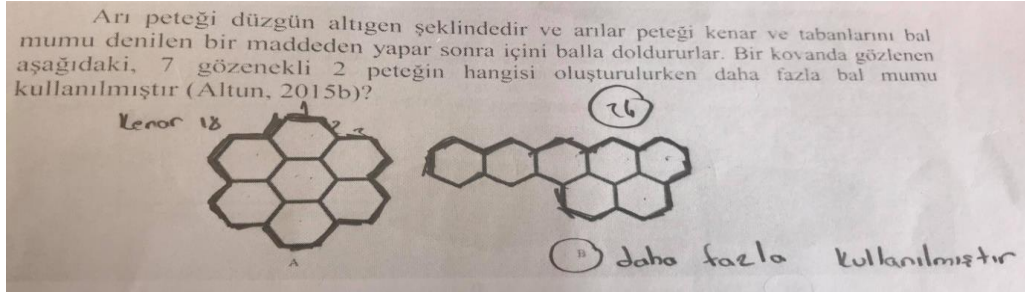 Arı peteği düzgün altıgen şeklindedir ve arılar peteği kenar ve tabanlarını bal
mumu denilen bir maddeden yapar sonra içini balla doldururlar. Bir kovanda gözlenen
aşağıdaki, 7 gözenekli 2 peteğin hangisi oluşturulurken daha fazla bal mumu
kullanılmıştır (Altun, 2015b)?
26
Kenar 18
1
2
A
B daha fazla kullanılmıştır